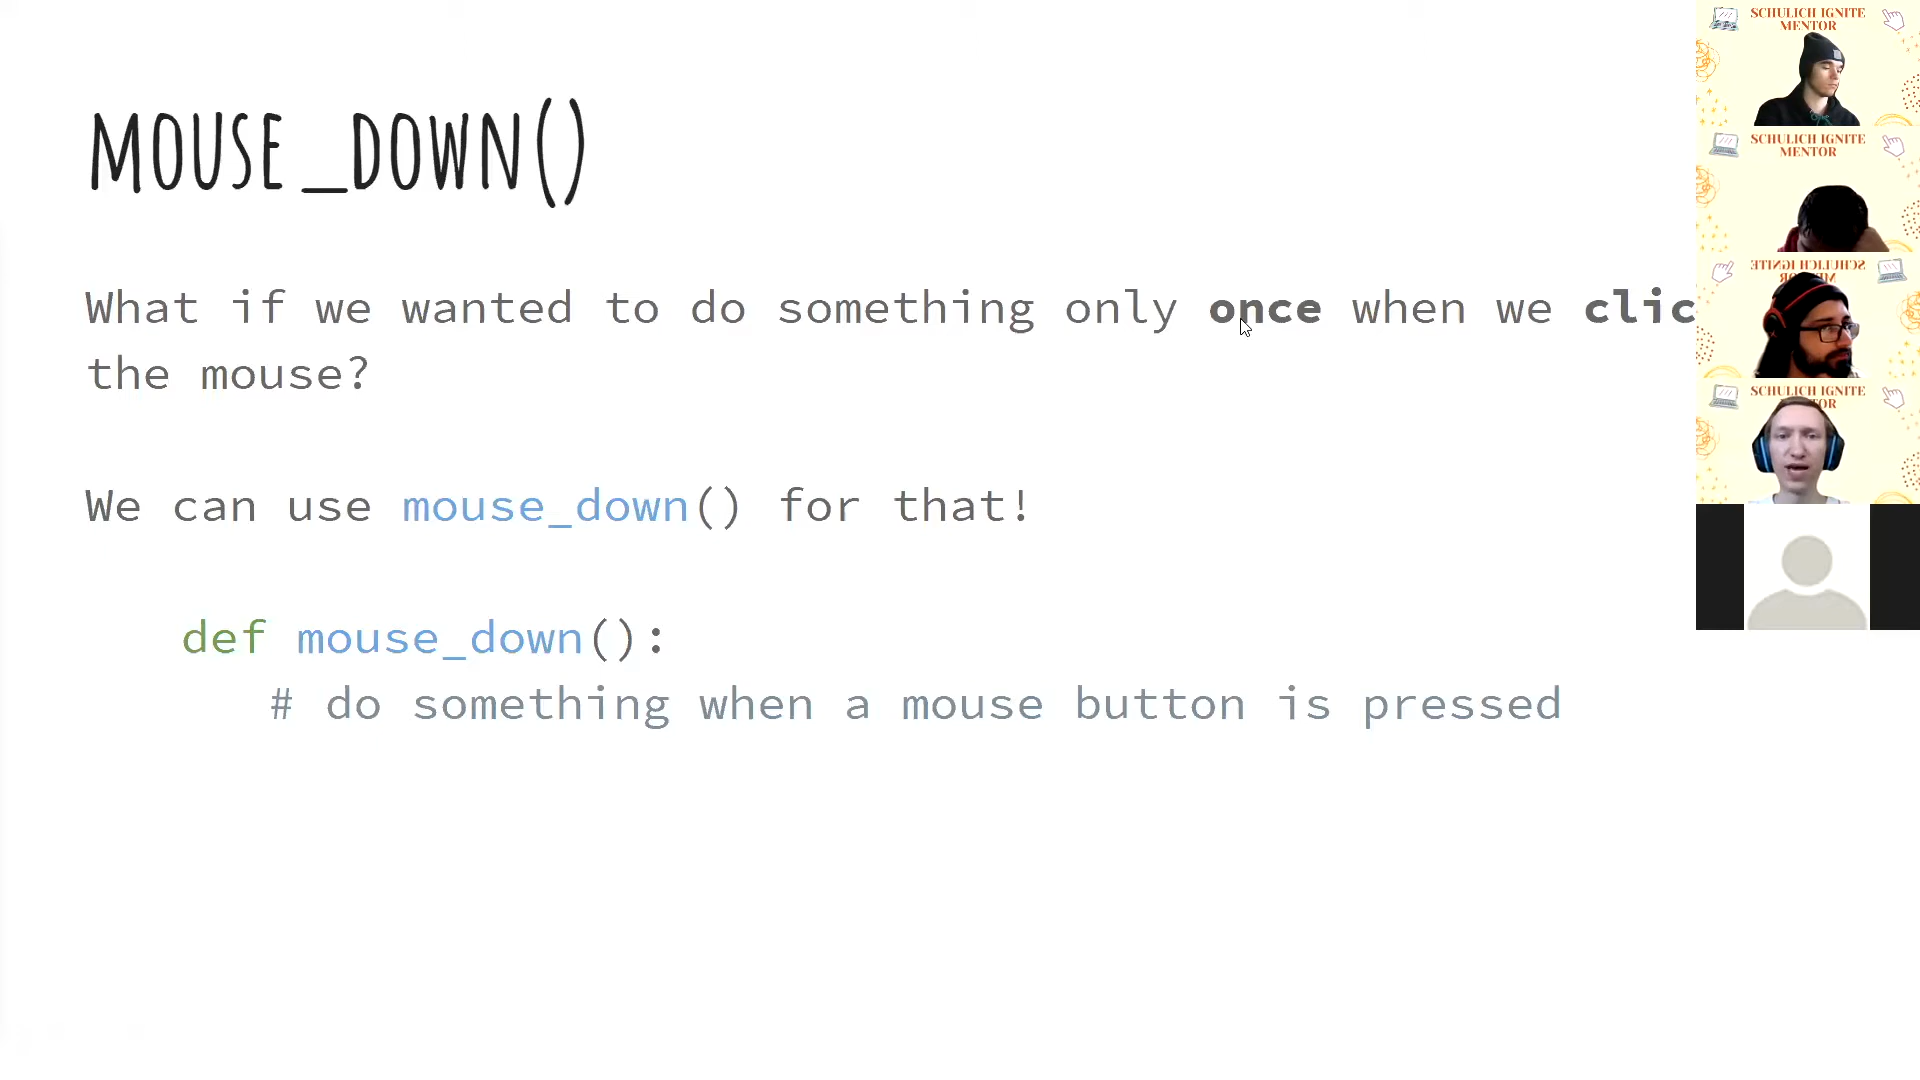 MOUSE_DOWN()
What if we wanted to do something only once when we clic
the mouse?
We can use mouse_down() for that!
def mouse_down():
# do something when a mouse button is pressed
SCHULICH IGNITE
MENTOR
SCHULICH IGNITE
MENTOR
SCHULICH IGNITE
SCHULICH IGNITE